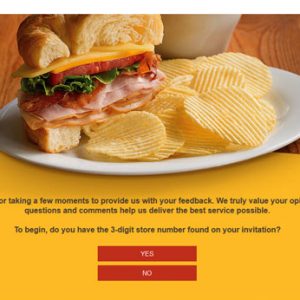 or taking a few moments to provide us with your feedback. We truly value your
questions and comments help us deliver the best service possible.
To begin, do you have the 3-digit store number found on your invitation?
YES
NO